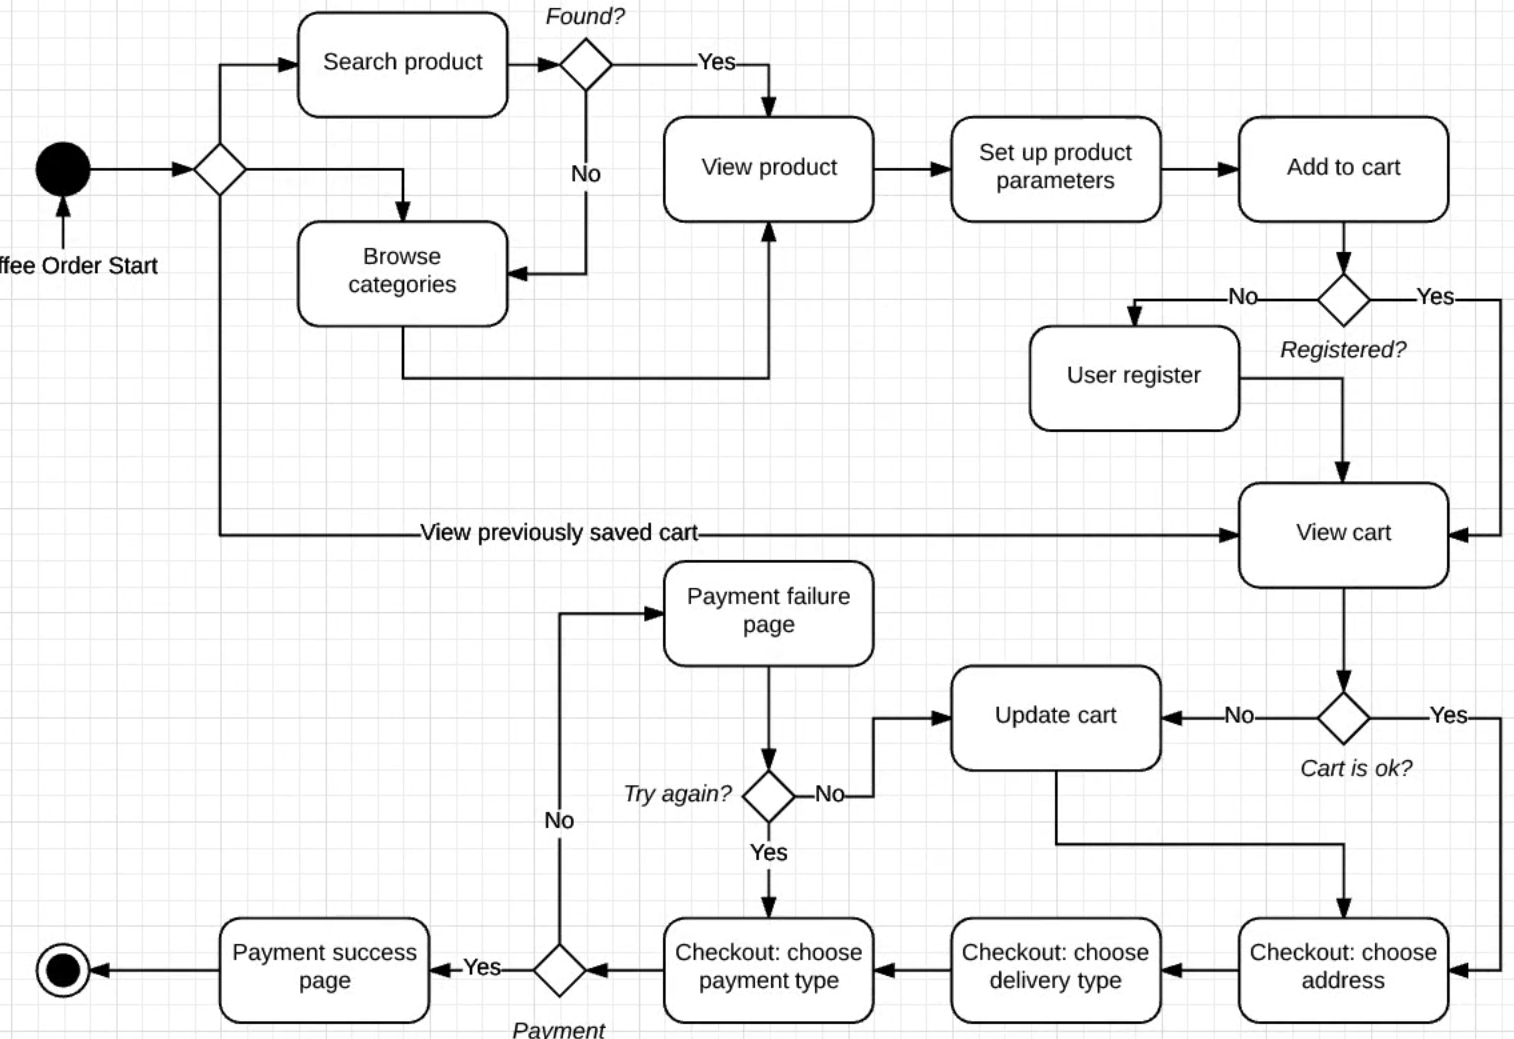 Found?
Search product
Yes
View product
Set up product
parameters
Add to cart
No
Browse
categories
Order Start
No
Yes
Registered?
User register
View previously saved cart
View cart
Payment failure
page
Update cart
No
Yes
Cart is ok?
Try again?
No
No
Yes
Payment success
page
Yes
Checkout: choose
payment type
Checkout: choose
delivery type
Checkout: choose
address
Payment